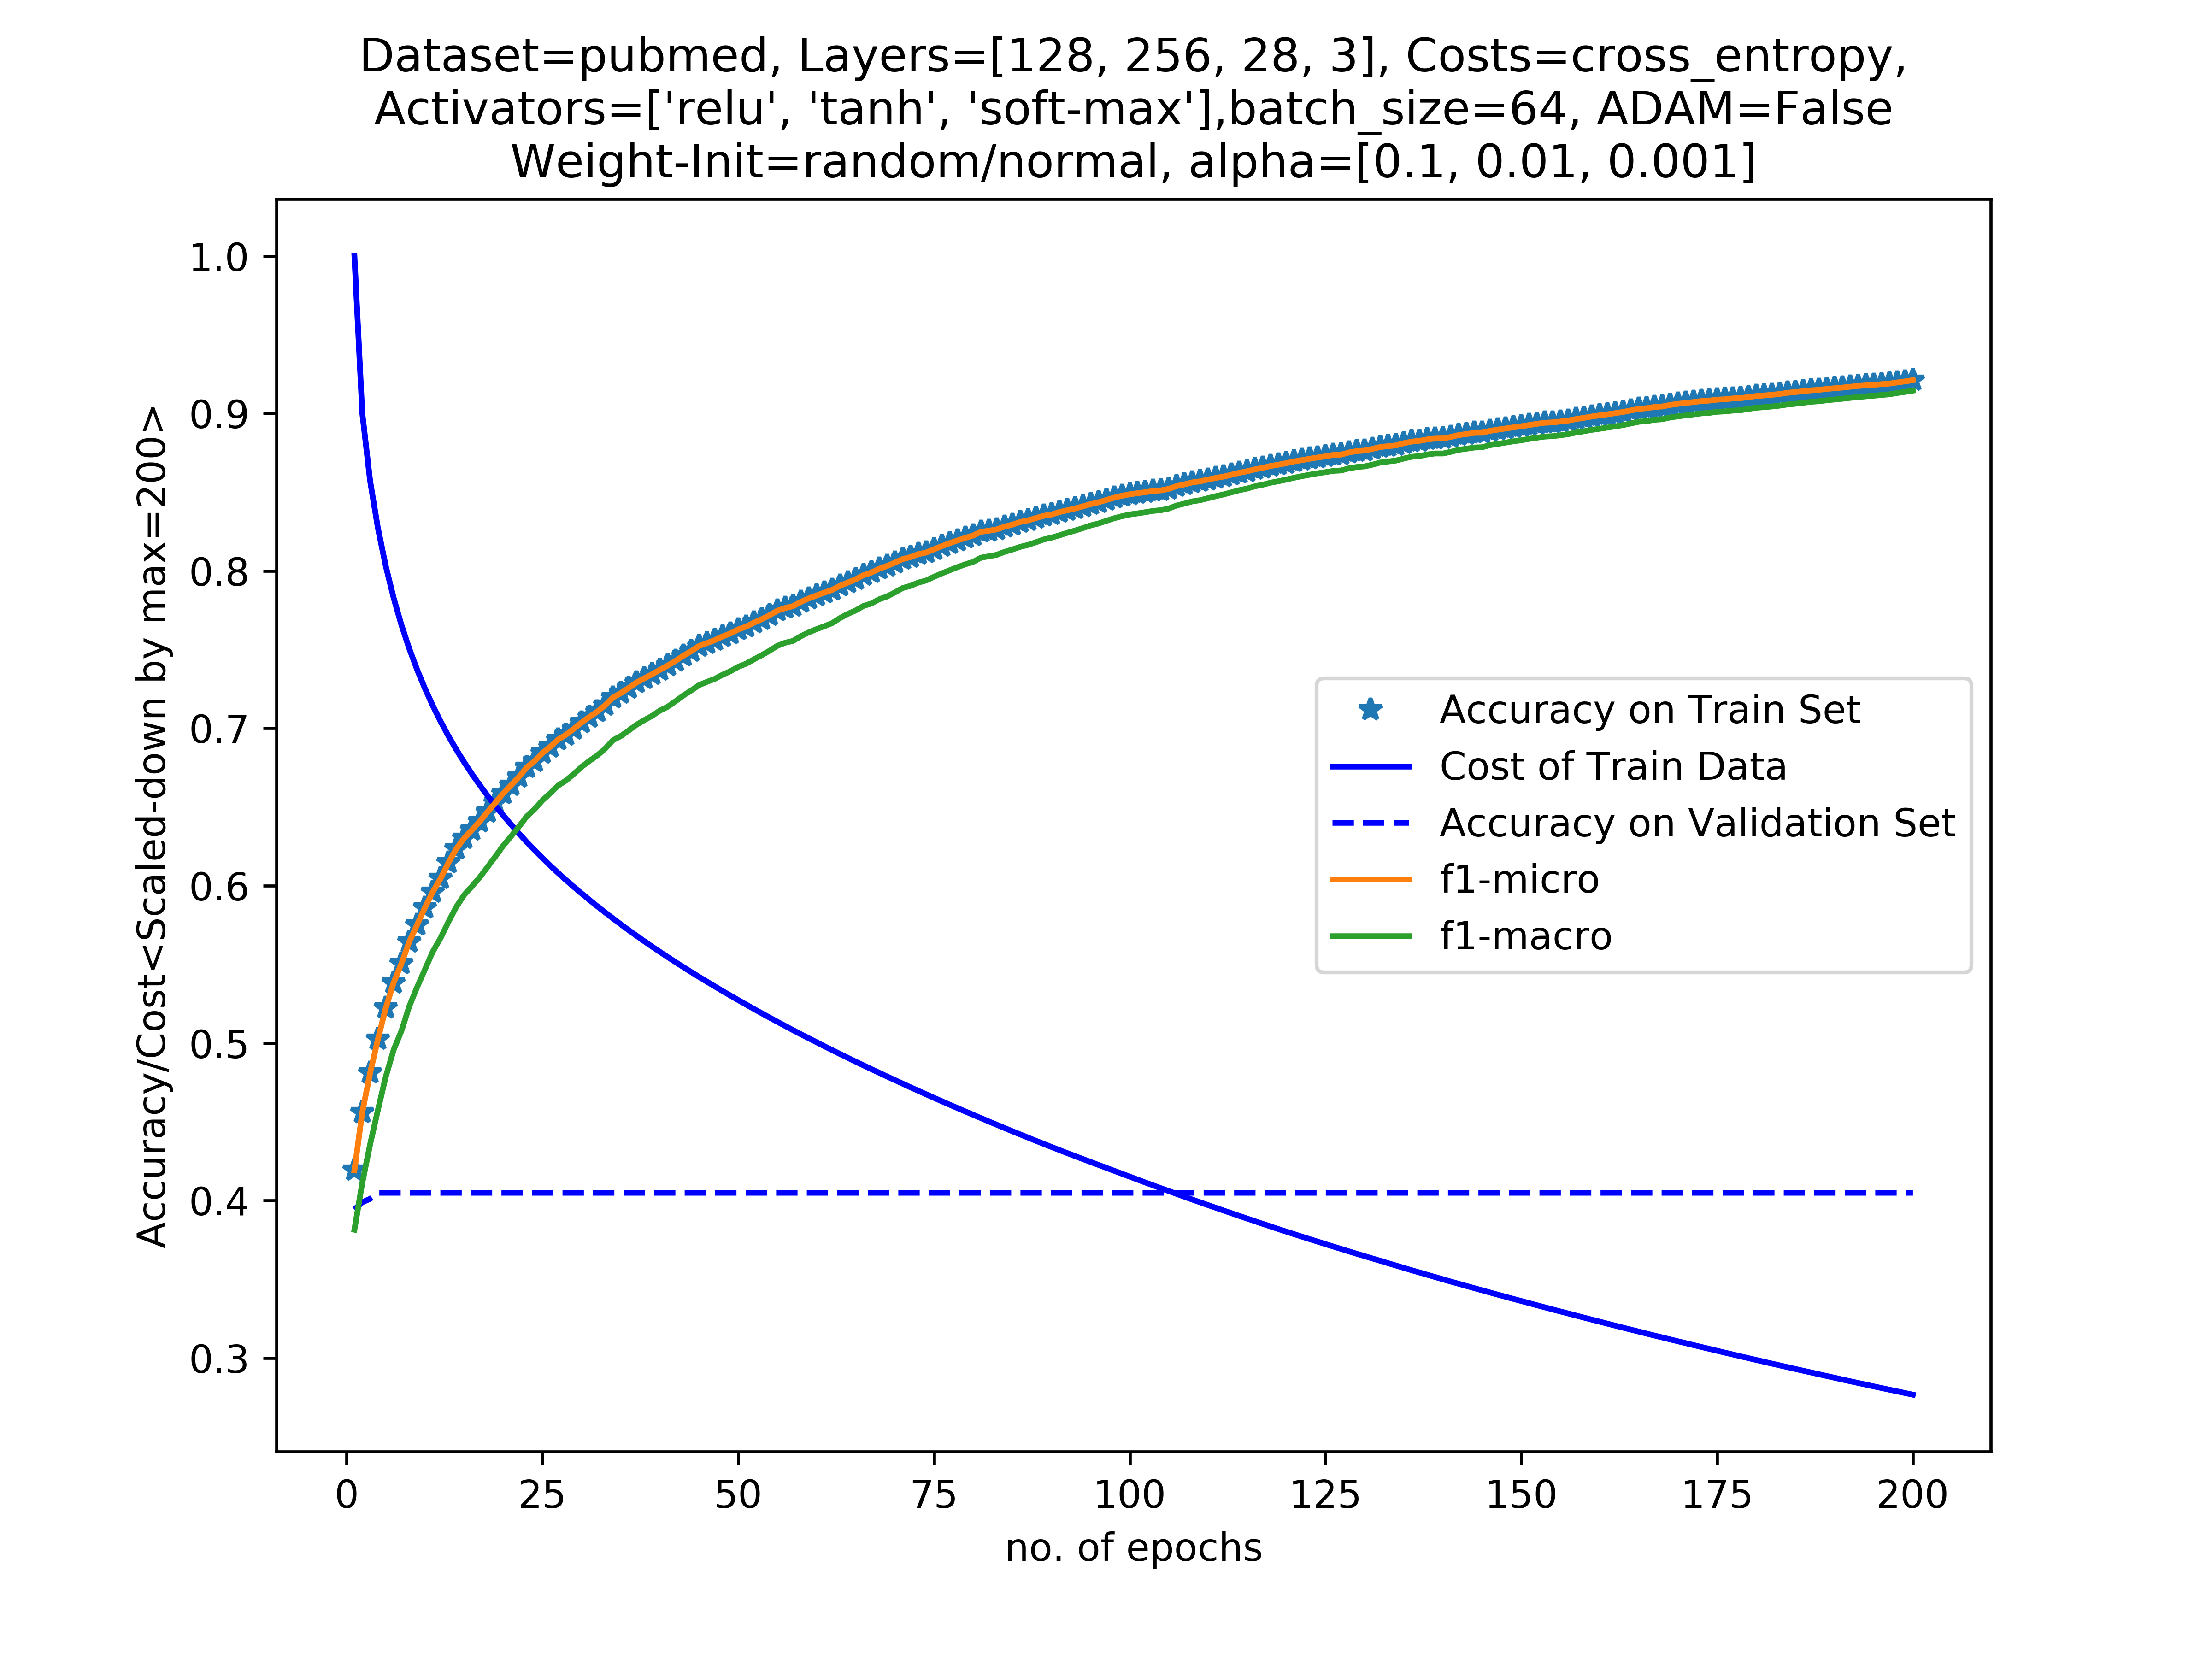 Dataset=pubmed, Layers=[128, 256, 28, 3], Costs=cross_entropy,
Activators=['relu', 'tanh', 'soft-max'],batch_size=64, ADAM=False
Weight-Init=random/normal, alpha=[0.1, 0.01, 0.001]
Accuracy/Cost<Scaled-down by max=200>
1.0
0.9
0.8
0.7
0.6
0.5
0.4
0.3
Accuracy on Train Set
Cost of Train Data
Accuracy on Validation Set
f1-micro
f1-macro
0 25 50 75 100 125 150 175 200
no. of epochs